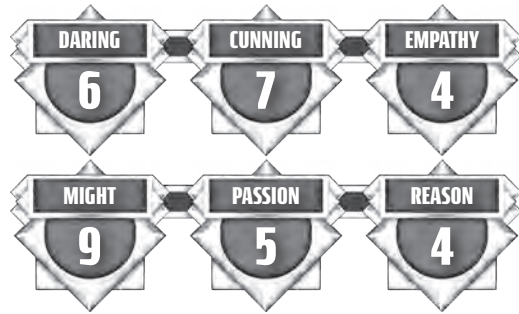 DARING CUNNING EMPATHY
6 7 4
MIGHT PASSION REASON
9 5 4